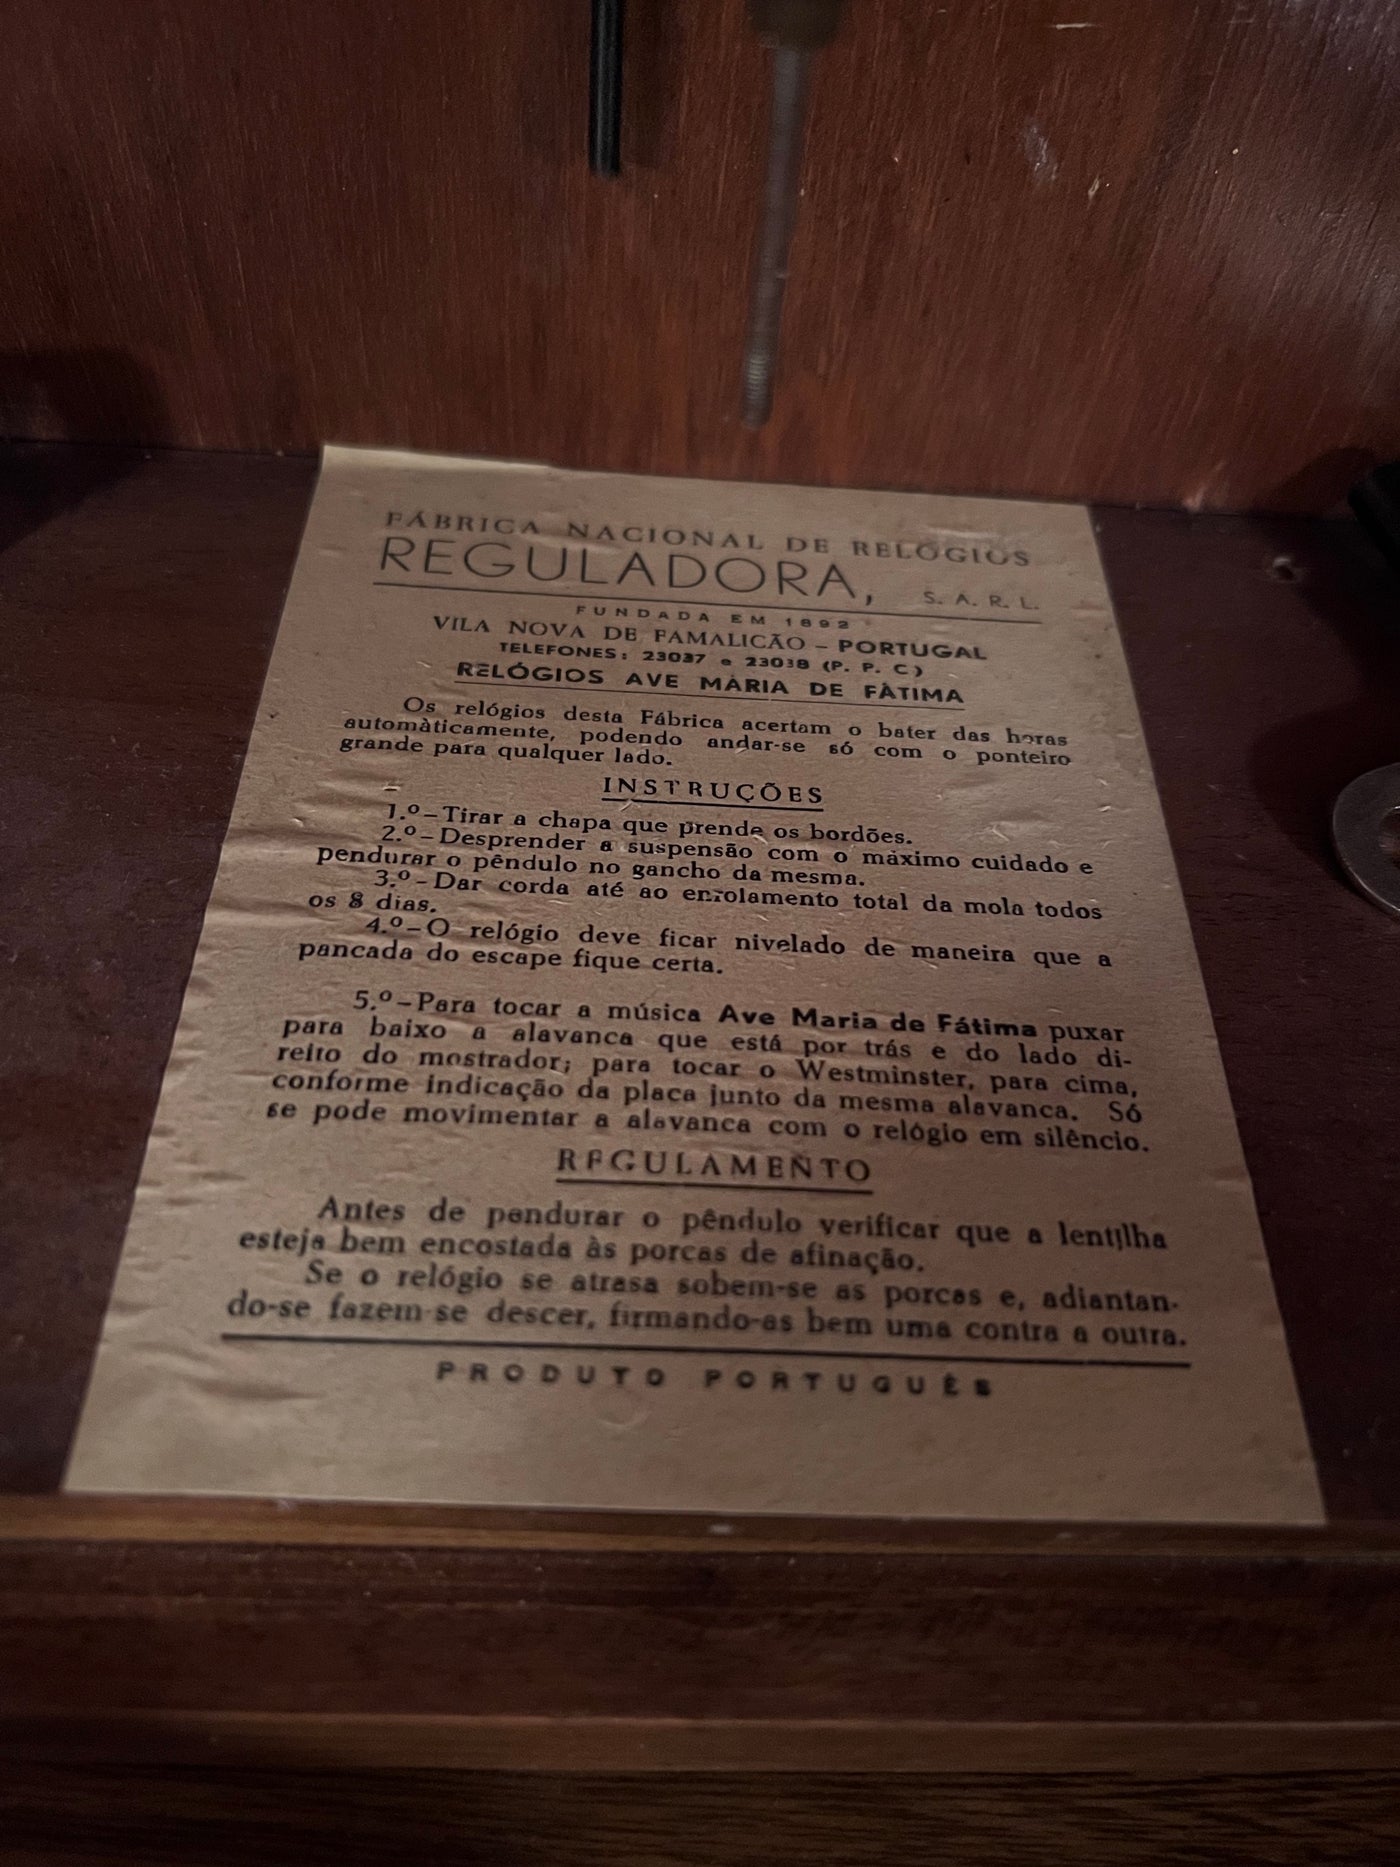 FÁBRICA NACIONAL DE RELÓGIOS
REGULADORA, S. A. R. L.
FUNDADA EM 1892
VILA NOVA DE FAMALICÃO – PORTUGAL
TELEFONES: 23037 e 23038 (P. P. C)
RELÓGIOS AVE MARIA DE FÁTIMA
Os relógios desta Fábrica acertam o bater das horas
automàticamente, podendo andar-se só com o ponteiro
grande para qualquer lado.
INSTRUÇÕES
1.º–Tirar a chapa que prende os bordões.
2.º–Desprender a suspensão com o máximo cuidado e
pendurar o pêndulo no gancho da mesma.
3.º–Dar corda até ao enrolamento total da mola todos
os 8 dias.
4.º–O relógio deve ficar nivelado de maneira que a
pancada do escape fique certa.
5.º–Para tocar a música Ave Maria de Fátima puxar
para baixo a alavanca que está por trás e do lado di-
reito do mostrador; para tocar o Westminster, para cima,
conforme indicação da placa junto da mesma alavanca. Só
se pode movimentar a alavanca com o relógio em silêncio.
REGULAMENTO
Antes de pendurar o pêndulo verificar que a lentilha
esteja bem encostada às porcas de afinação.
Se o relógio se atrasa sobem-se as porcas e, adiantan-
do-se fazem-se descer, firmando-as bem uma contra a outra.
PRODUTO PORTUGUÊS